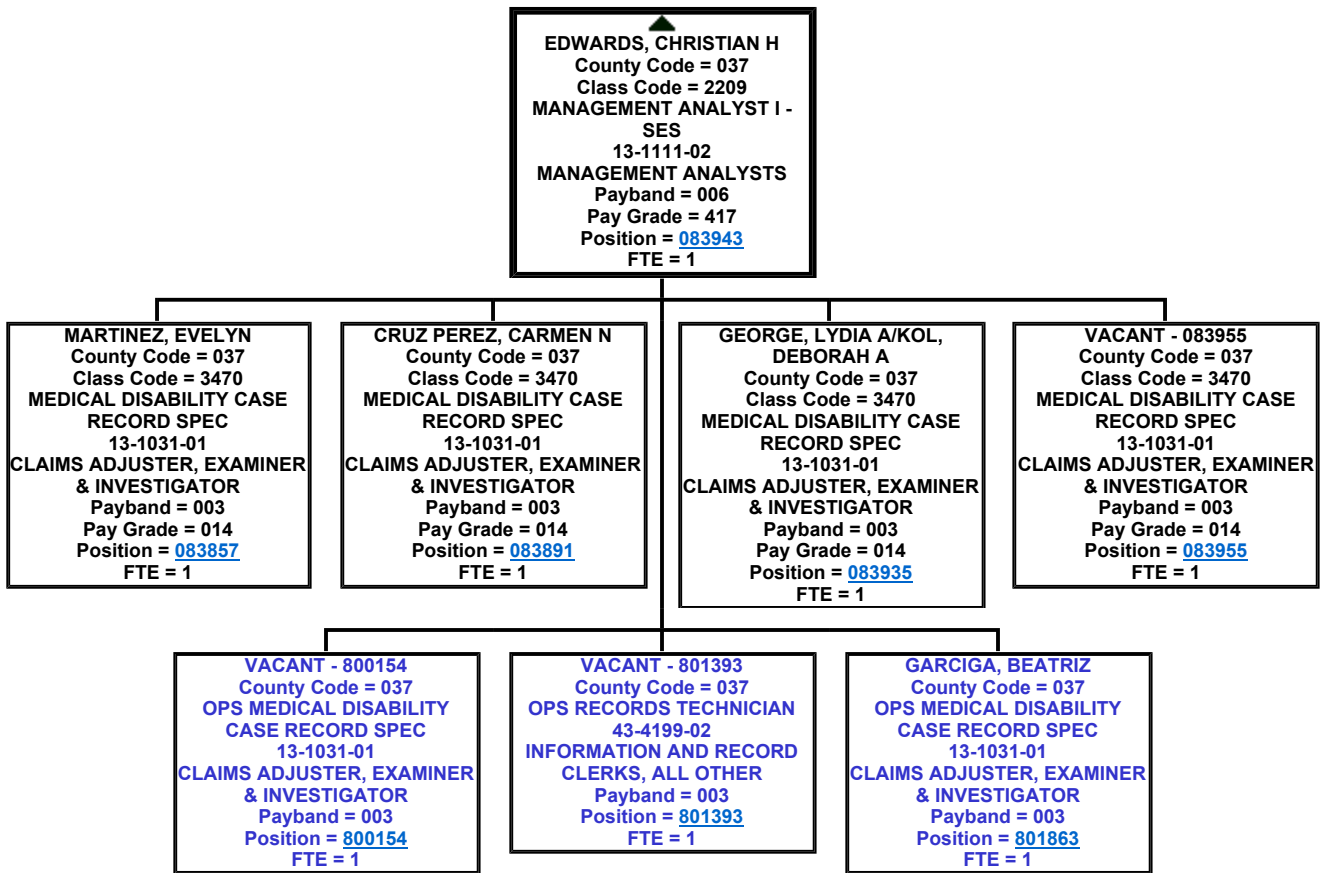 EDWARDS, CHRISTIAN H
County Code = 037
Class Code = 2209
MANAGEMENT ANALYST I -
SES
13-1111-02
MANAGEMENT ANALYSTS
Payband = 006
Pay Grade = 417
Position = 083943
FTE = 1
MARTINEZ, EVELYN
County Code = 037
Class Code = 3470
MEDICAL DISABILITY CASE
RECORD SPEC
13-1031-01
CLAIMS ADJUSTER, EXAMINER
& INVESTIGATOR
Payband = 003
Pay Grade = 014
Position = 083857
FTE = 1
CRUZ PEREZ, CARMEN N
County Code = 037
Class Code = 3470
MEDICAL DISABILITY CASE
RECORD SPEC
13-1031-01
CLAIMS ADJUSTER, EXAMINER
& INVESTIGATOR
Payband = 003
Pay Grade = 014
Position = 083891
FTE = 1
GEORGE, LYDIA A/KOL,
DEBORAH A
County Code = 037
Class Code = 3470
MEDICAL DISABILITY CASE
RECORD SPEC
13-1031-01
CLAIMS ADJUSTER, EXAMINER
& INVESTIGATOR
Payband = 003
Pay Grade = 014
Position = 083935
FTE = 1
VACANT - 083955
County Code = 037
Class Code = 3470
MEDICAL DISABILITY CASE
RECORD SPEC
13-1031-01
CLAIMS ADJUSTER, EXAMINER
& INVESTIGATOR
Payband = 003
Pay Grade = 014
Position = 083955
FTE = 1
VACANT - 800154
County Code = 037
OPS MEDICAL DISABILITY
CASE RECORD SPEC
13-1031-01
CLAIMS ADJUSTER, EXAMINER
& INVESTIGATOR
Payband = 003
Position = 800154
FTE = 1
VACANT - 801393
County Code = 037
OPS RECORDS TECHNICIAN
43-4199-02
INFORMATION AND RECORD
CLERKS, ALL OTHER
Payband = 003
Position = 801393
FTE = 1
GARCIGA, BEATRIZ
County Code = 037
OPS MEDICAL DISABILITY
CASE RECORD SPEC
13-1031-01
CLAIMS ADJUSTER, EXAMINER
& INVESTIGATOR
Payband = 003
Position = 801863
FTE = 1